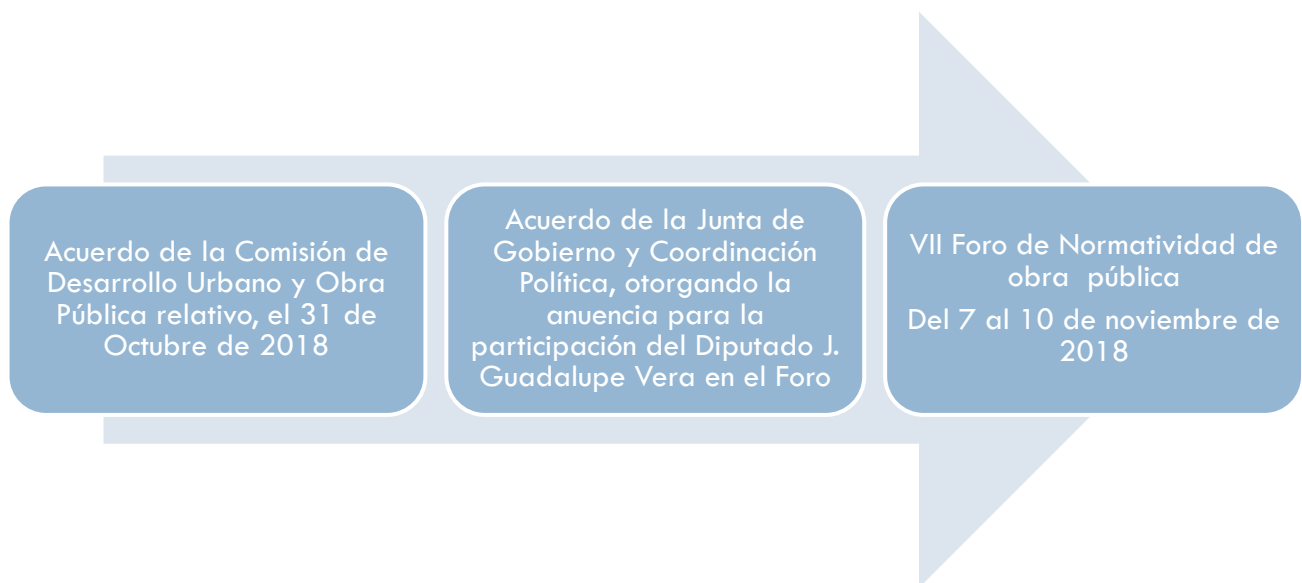 Acuerdo de la Comisión de
Desarrollo Urbano y Obra
Pública relativo, el 31 de
Octubre de 2018
Acuerdo de la Junta de
Gobierno y Coordinación
Política, otorgando la
anuencia para la
participación del Diputado J.
Guadalupe Vera en el Foro
VII Foro de Normatividad de
obra pública
Del 7 al 10 de noviembre de
2018